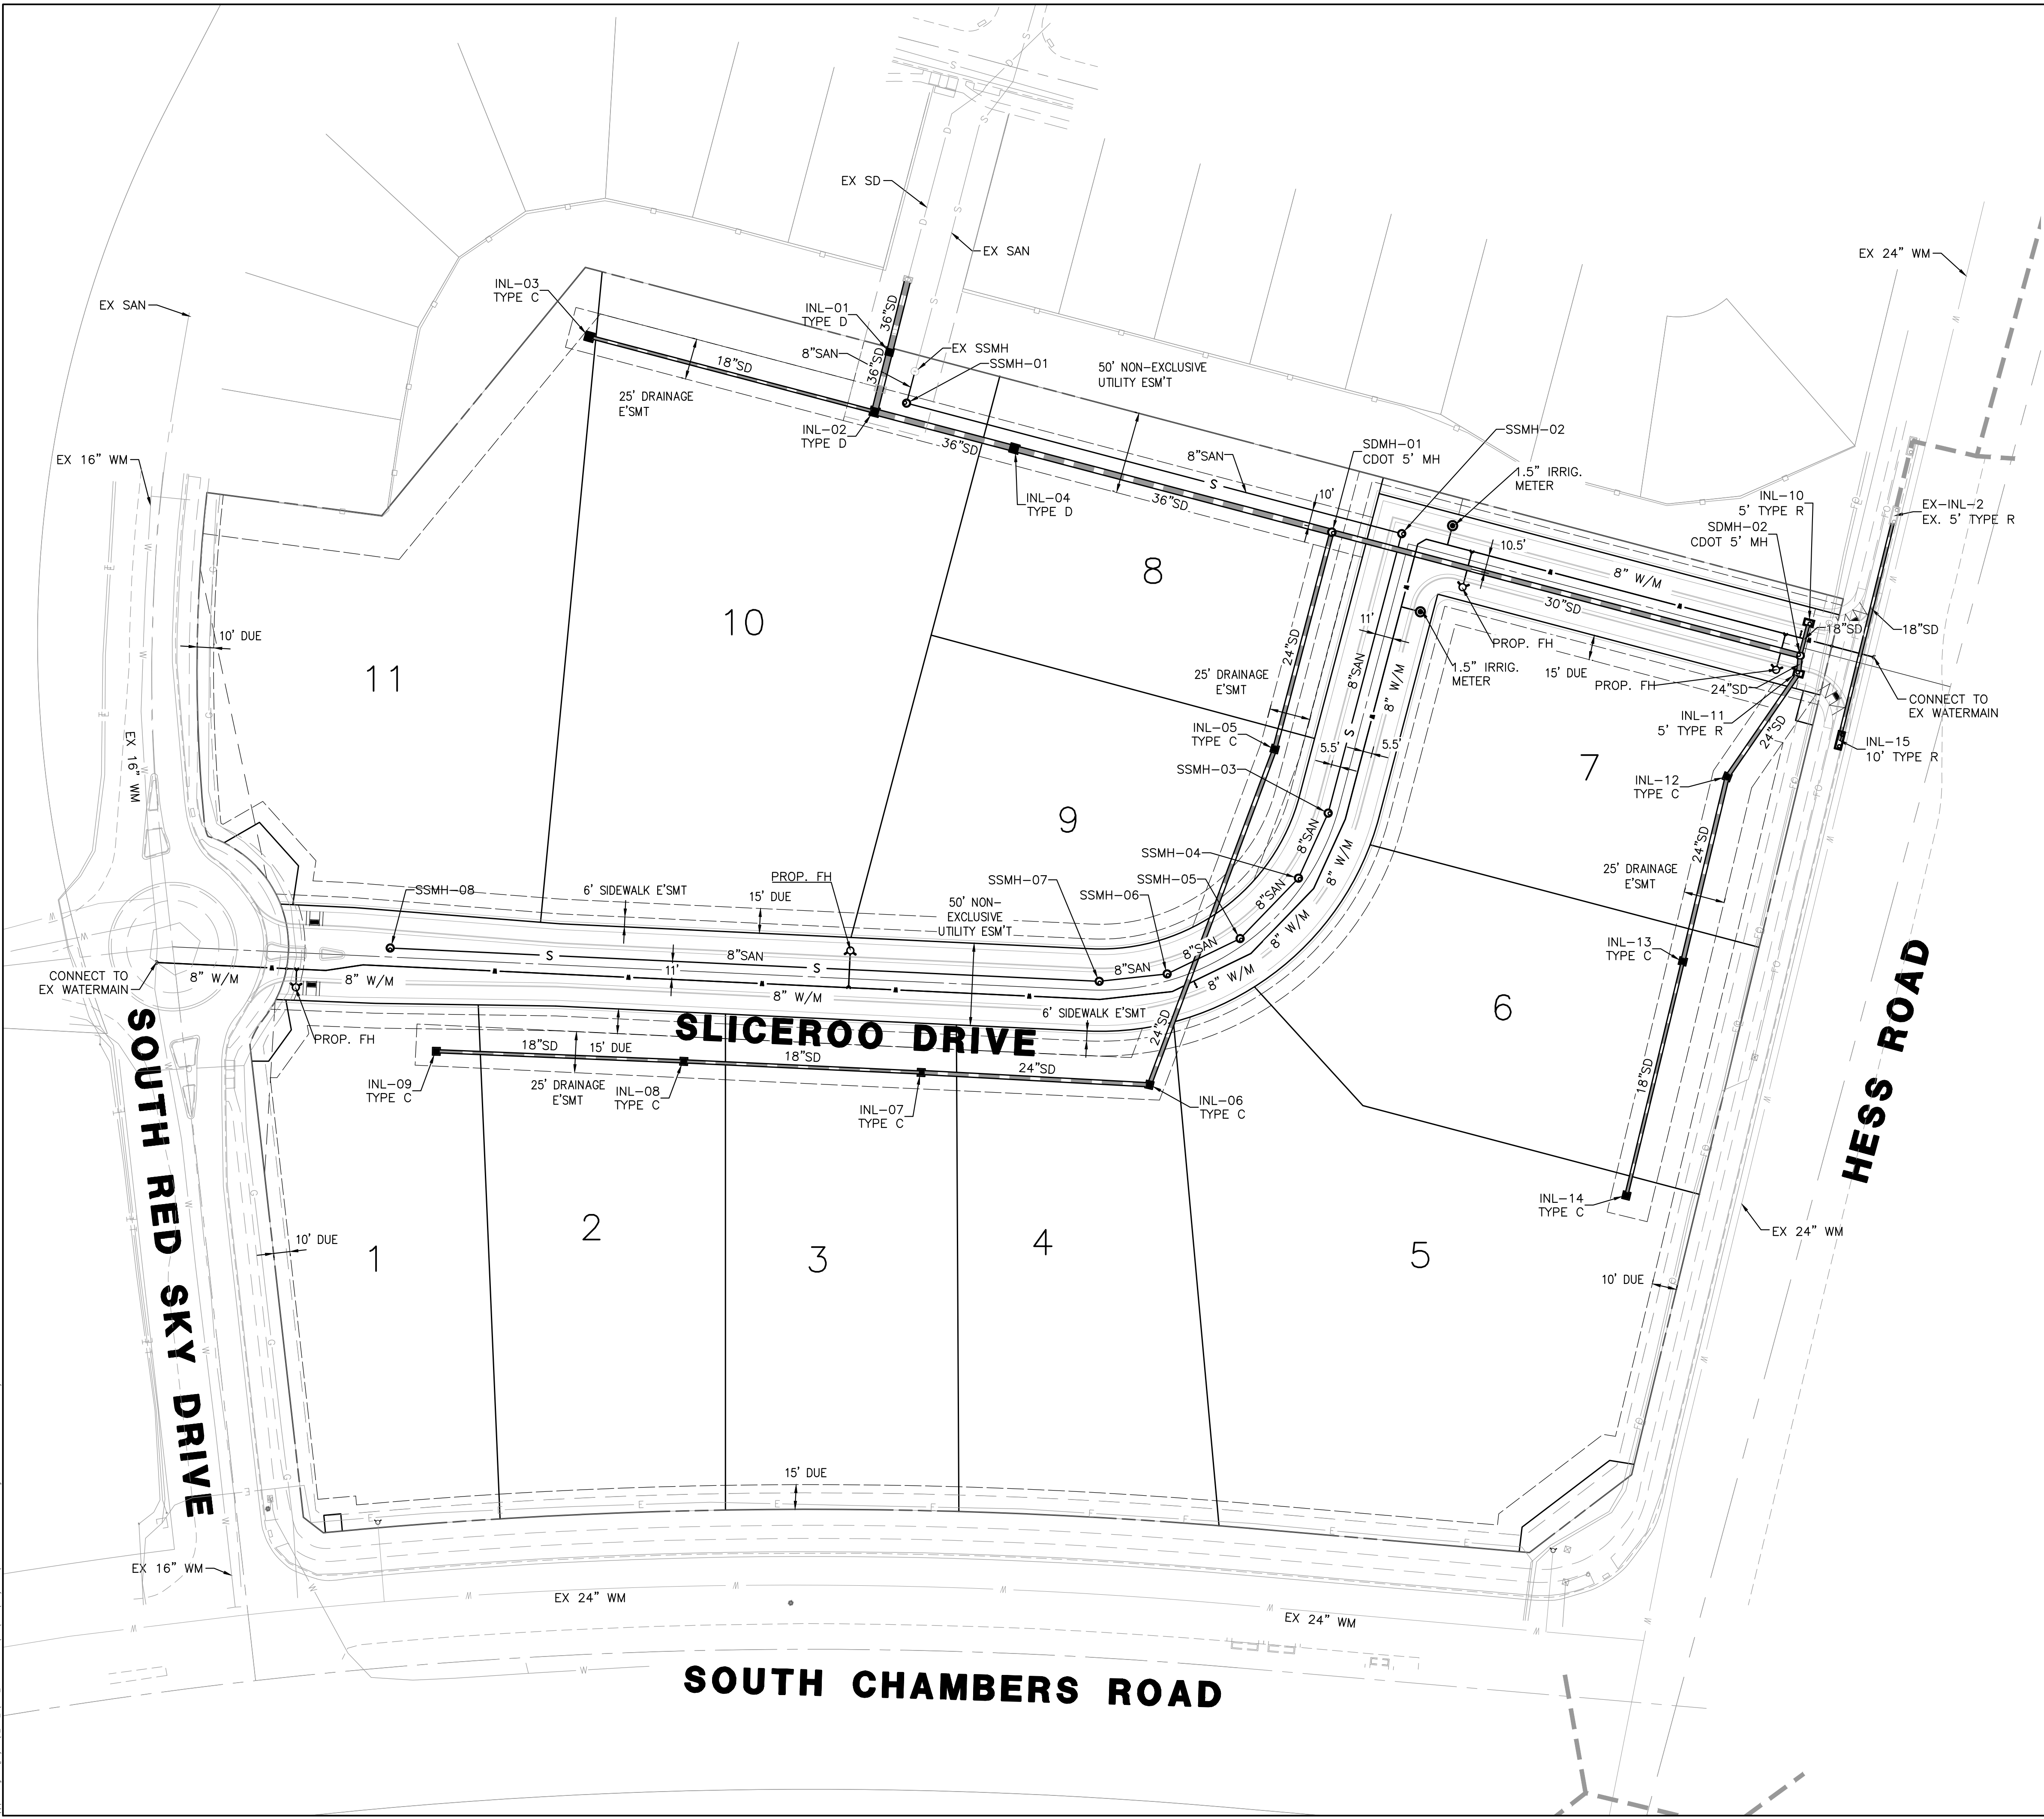 EX SD
EX SAN
EX 24" WM
INL-03
TYPE C
EX SAN
INL-01
TYPE D
36"SD
8"SAN
EX SSMH
SSMH-01
50' NON-EXCLUSIVE
UTILITY ESM'T
36"SD
18"SD
25' DRAINAGE
E'SMT
INL-02
TYPE D
36"SD
SDMH-01
CDOT 5' MH
SSMH-02
EX 16" WM
8"SAN
S
1.5" IRRIG.
METER
INL-10
5' TYPE R
EX-INL-2
EX. 5' TYPE R
10'
INL-04
TYPE D
36"SD
SDMH-02
CDOT 5' MH
10.5'
8
8" W/M
10
30"SD
11'
18"SD
18"SD
10' DUE
PROP. FH
24"SD
8"SAN
11
25' DRAINAGE
E'SMT
8" W/M
1.5" IRRIG.
METER
15' DUE
PROP. FH
24"SD
CONNECT TO
EX WATERMAIN
INL-11
5' TYPE R
24"SD
INL-05
TYPE C
5.5'
S
5.5'
INL-15
10' TYPE R
EX 16" WM
SSMH-03
7
INL-12
TYPE C
9
8"SAN
SSMH-04
8" W/M
24"SD
SSMH-08
6' SIDEWALK E'SMT
PROP. FH
15' DUE
SSMH-07
SSMH-06
SSMH-05
8"SAN
25' DRAINAGE
E'SMT
50' NON-
EXCLUSIVE
UTILITY ESM'T
8" W/M
S
8"SAN
S
8"SAN
8"SAN
INL-13
TYPE C
CONNECT TO
EX WATERMAIN
8" W/M
8" W/M
11'
8" W/M
8" W/M
6
6' SIDEWALK E'SMT
SLICEROO DRIVE
PROP. FH
24"SD
18"SD
15' DUE
18"SD
24"SD
INL-09
TYPE C
25' DRAINAGE
E'SMT
INL-08
TYPE C
INL-07
TYPE C
INL-06
TYPE C
18"SD
HESS ROAD
SOUTH RED SKY DRIVE
INL-14
TYPE C
10' DUE
1
2
3
4
5
EX 24" WM
10' DUE
15' DUE
EX 16" WM
EX 24" WM
EX 24" WM
SOUTH CHAMBERS ROAD